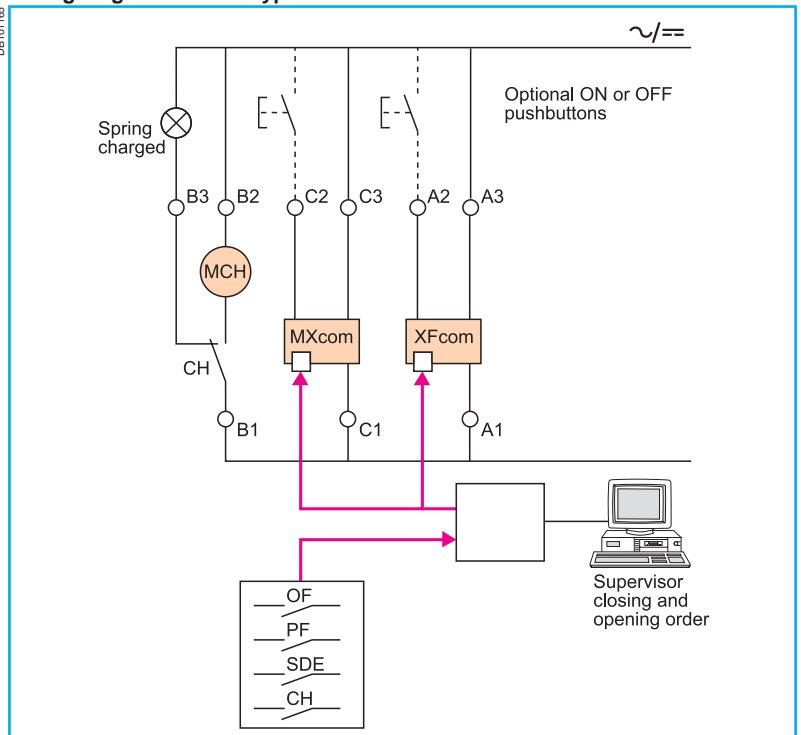 ∿/⎓
Optional ON or OFF
pushbuttons
Spring
charged
B3 B2 C2 C3 A2 A3
MCH
MXcom XFcom
CH
B1 C1 A1
OF
PF
SDE
CH
Supervisor
closing and
opening order